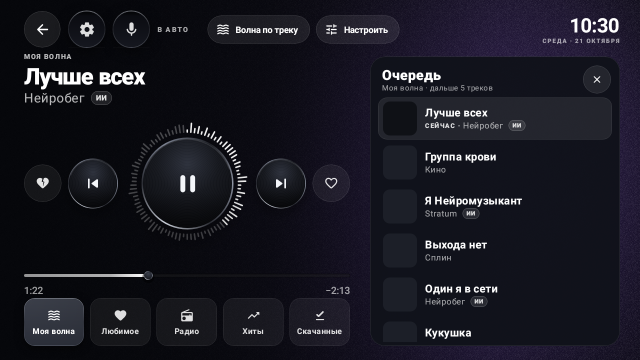 В АВТО
Волна по треку
Настроить
10:30
СРЕДА · 21 ОКТЯБРЯ
МОЯ ВОЛНА
Лучше всех
Нейробег ИИ
1:22
−2:13
Моя волна
Любимое
Радио
Хиты
Скачанные
Очередь
Моя волна · дальше 5 треков
Лучше всех
СЕЙЧАС · Нейробег ИИ
Группа крови
Кино
Я Нейромузыкант
Stratum ИИ
Выхода нет
Сплин
Один я в сети
Нейробег ИИ
Кукушка